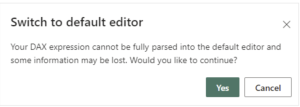 Switch to default editor
Your DAX expression cannot be fully parsed into the default editor and
some information may be lost. Would you like to continue?
Yes Cancel